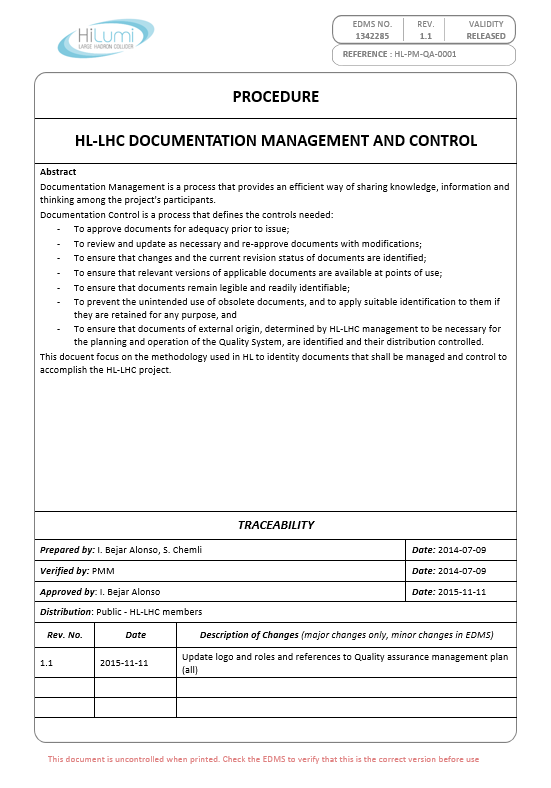 HiLumi
LARGE HADRON COLLIDER
EDMS NO. REV. VALIDITY
1342285 1.1 RELEASED
REFERENCE : HL-PM-QA-0001
PROCEDURE
HL-LHC DOCUMENTATION MANAGEMENT AND CONTROL
Abstract
Documentation Management is a process that provides an efficient way of sharing knowledge, information and
thinking among the project's participants.
Documentation Control is a process that defines the controls needed:
- To approve documents for adequacy prior to issue;
- To review and update as necessary and re-approve documents with modifications;
- To ensure that changes and the current revision status of documents are identified;
- To ensure that relevant versions of applicable documents are available at points of use;
- To ensure that documents remain legible and readily identifiable;
- To prevent the unintended use of obsolete documents, and to apply suitable identification to them if
they are retained for any purpose, and
- To ensure that documents of external origin, determined by HL-LHC management to be necessary for
the planning and operation of the Quality System, are identified and their distribution controlled.
This docuent focus on the methodology used in HL to identity documents that shall be managed and control to
accomplish the HL-LHC project.
TRACEABILITY
Prepared by: I. Bejar Alonso, S. Chemli Date: 2014-07-09
Verified by: PMM Date: 2014-07-09
Approved by: I. Bejar Alonso Date: 2015-11-11
Distribution: Public - HL-LHC members
Rev. No. Date Description of Changes (major changes only, minor changes in EDMS)
1.1 2015-11-11 Update logo and roles and references to Quality assurance management plan
(all)
This document is uncontrolled when printed. Check the EDMS to verify that this is the correct version before use